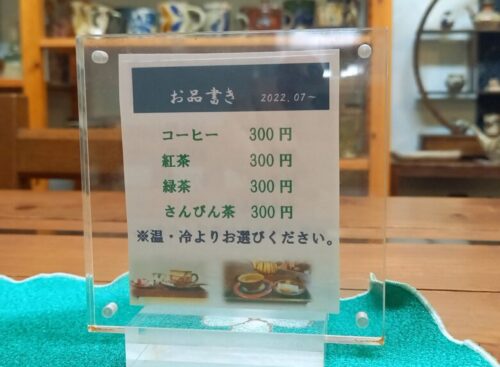 お品書き 2022.07～
コーヒー 300円
紅茶 300円
緑茶 300円
さんぴん茶 300円
※温・冷よりお選びください。